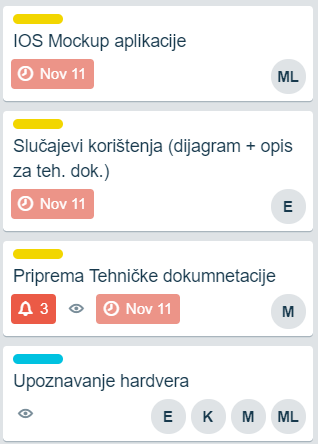 IOS Mockup aplikacije
Nov 11
ML
Slučajevi korištenja (dijagram + opis
za teh. dok.)
Nov 11
E
Priprema Tehničke dokumnetacije
3 Nov 11
M
Upoznavanje hardvera
E K M ML